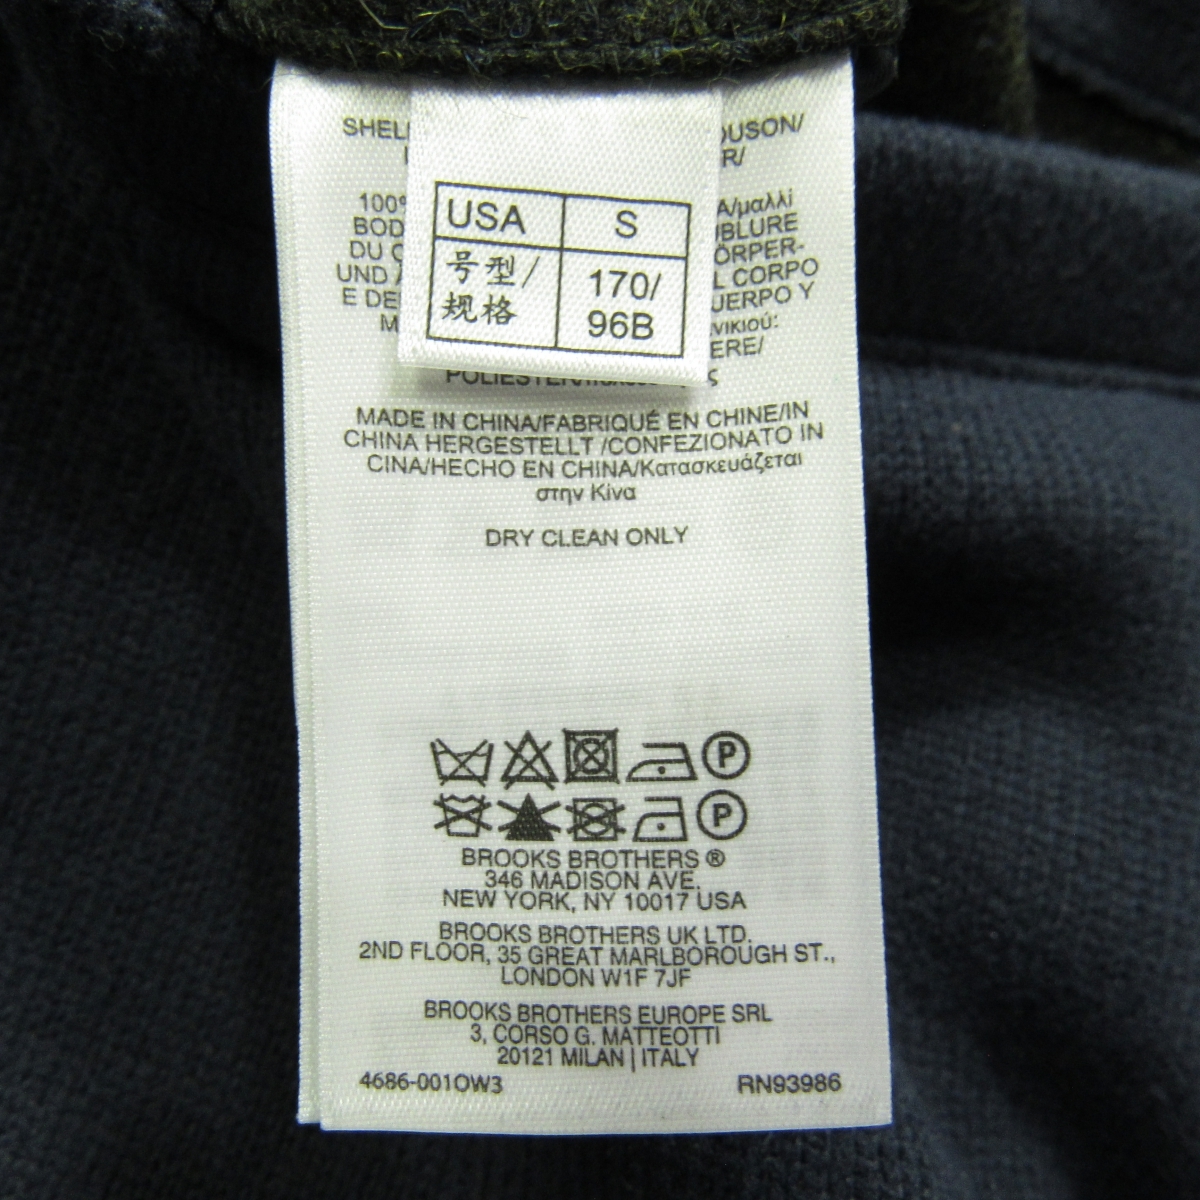 USA S
号型/ 170/
规格 96B
SHEL OUSON/
R/
100% A/μαλλί
BOD UBLURE
DU C ÖRPER-
UND L CORPO
E DE UERPO Y
M νικιού:
ERE/
MADE IN CHINA/FABRIQUÉ EN CHINE/IN
CHINA HERGESTELLT /CONFEZIONATO IN
CINA/HECHO EN CHINA/Κατασκευάζεται
στην Κίνα
DRY CLEAN ONLY
P
P
BROOKS BROTHERS ®
346 MADISON AVE.
NEW YORK, NY 10017 USA
BROOKS BROTHERS UK LTD.
2ND FLOOR, 35 GREAT MARLBOROUGH ST.,
LONDON W1F 7JF
BROOKS BROTHERS EUROPE SRL
3, CORSO G. MATTEOTTI
20121 MILAN | ITALY
4686-001OW3 RN93986